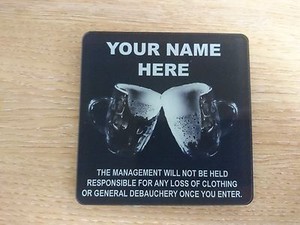 YOUR NAME
HERE
THE MANAGEMENT WILL NOT BE HELD
RESPONSIBLE FOR ANY LOSS OF CLOTHING
OR GENERAL DEBAUCHERY ONCE YOU ENTER.